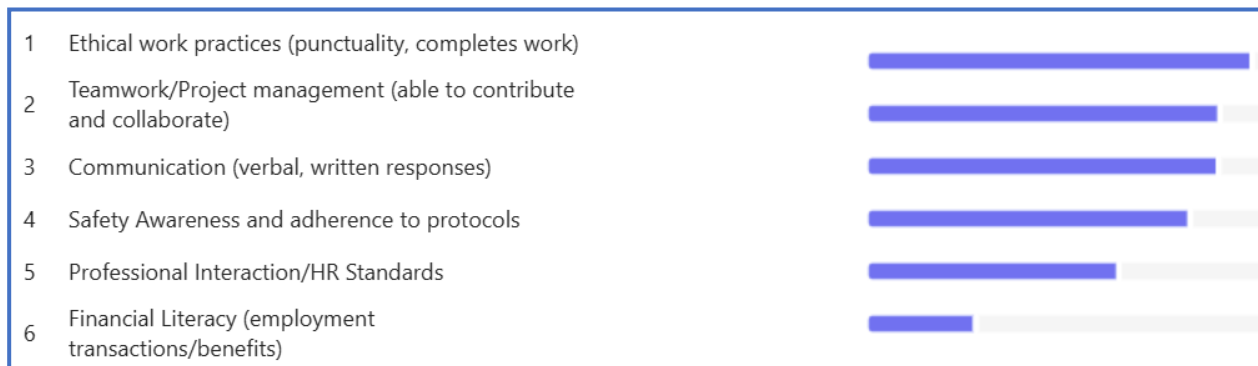 1 Ethical work practices (punctuality, completes work)
2 Teamwork/Project management (able to contribute
and collaborate)
3 Communication (verbal, written responses)
4 Safety Awareness and adherence to protocols
5 Professional Interaction/HR Standards
6 Financial Literacy (employment
transactions/benefits)